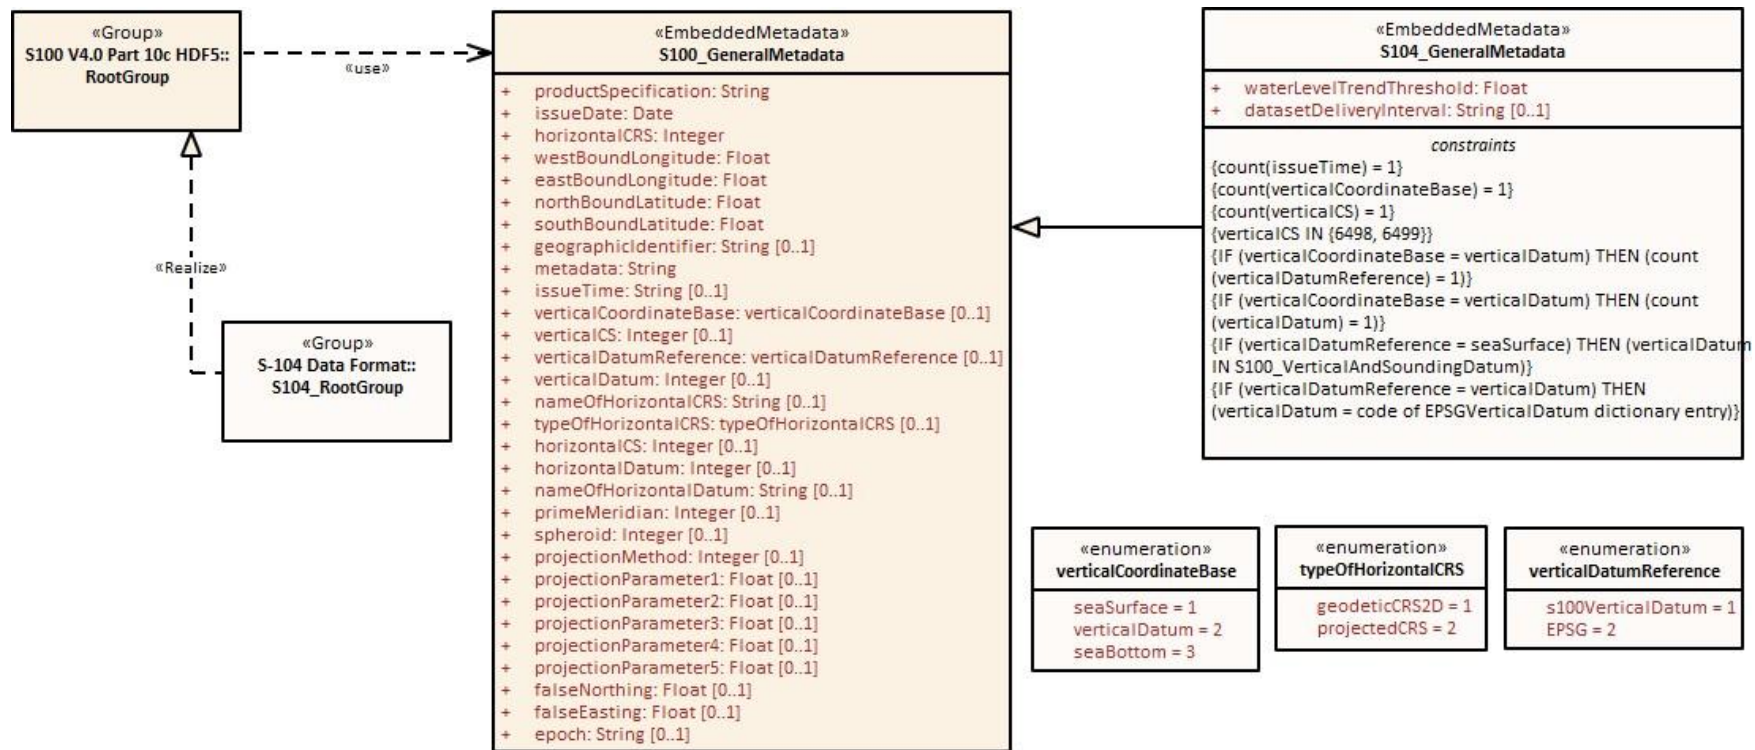 «Group»
S100 V4.0 Part 10c HDF5::
RootGroup
«use»
«Realize»
«Group»
S-104 Data Format::
S104_RootGroup
«EmbeddedMetadata»
S100_GeneralMetadata
+ productSpecification: String
+ issueDate: Date
+ horizontalCRS: Integer
+ westBoundLongitude: Float
+ eastBoundLongitude: Float
+ northBoundLatitude: Float
+ southBoundLatitude: Float
+ geographicIdentifier: String [0..1]
+ metadata: String
+ issueTime: String [0..1]
+ verticalCoordinateBase: verticalCoordinateBase [0..1]
+ verticalCS: Integer [0..1]
+ verticalDatumReference: verticalDatumReference [0..1]
+ verticalDatum: Integer [0..1]
+ nameOfHorizontalCRS: String [0..1]
+ typeOfHorizontalCRS: typeOfHorizontalCRS [0..1]
+ horizontalCS: Integer [0..1]
+ horizontalDatum: Integer [0..1]
+ nameOfHorizontalDatum: String [0..1]
+ primeMeridian: Integer [0..1]
+ spheroid: Integer [0..1]
+ projectionMethod: Integer [0..1]
+ projectionParameter1: Float [0..1]
+ projectionParameter2: Float [0..1]
+ projectionParameter3: Float [0..1]
+ projectionParameter4: Float [0..1]
+ projectionParameter5: Float [0..1]
+ falseNorthing: Float [0..1]
+ falseEasting: Float [0..1]
+ epoch: String [0..1]
«EmbeddedMetadata»
S104_GeneralMetadata
+ waterLevelTrendThreshold: Float
+ datasetDeliveryInterval: String [0..1]
constraints
{count(issueTime) = 1}
{count(verticalCoordinateBase) = 1}
{count(verticalCS) = 1}
{verticalCS IN {6498, 6499}}
{IF (verticalCoordinateBase = verticalDatum) THEN (count
(verticalDatumReference) = 1)}
{IF (verticalCoordinateBase = verticalDatum) THEN (count
(verticalDatum) = 1)}
{IF (verticalDatumReference = seaSurface) THEN (verticalDatum
IN S100_VerticalAndSoundingDatum)}
{IF (verticalDatumReference = verticalDatum) THEN
(verticalDatum = code of EPSGVerticalDatum dictionary entry)}
«enumeration»
verticalCoordinateBase
seaSurface = 1
verticalDatum = 2
seaBottom = 3
«enumeration»
typeOfHorizontalCRS
geodeticCRS2D = 1
projectedCRS = 2
«enumeration»
verticalDatumReference
s100VerticalDatum = 1
EPSG = 2